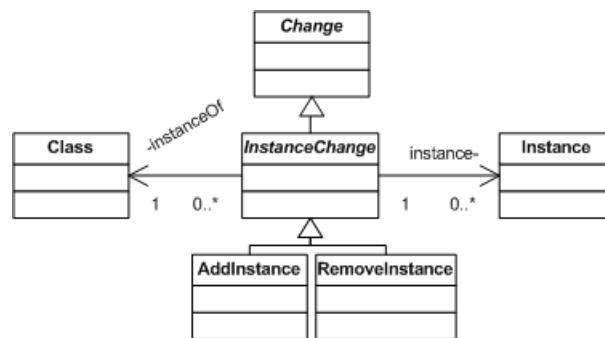 Change
-instanceOf
Class
InstanceChange
instance-
Instance
1
0..*
1
0..*
AddInstance
RemoveInstance